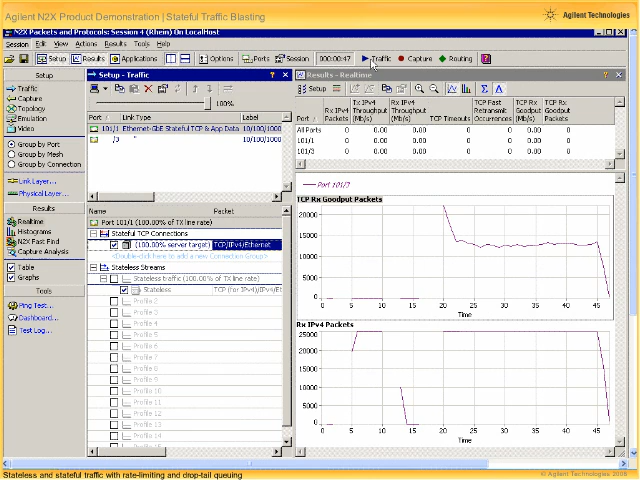 Agilent N2X Product Demonstration | Stateful Traffic Blasting
Agilent Technologies
N2X Packets and Protocols: Session 4 (Rhein) On LocalHost
Session Edit View Actions Results Tools Help
Setup Results Applications Options Ports Session 000:00:47 Traffic Capture Routing
Setup
Traffic
Capture
Topology
Emulation
Video
Group by Port
Group by Mesh
Group by Connection
Link Layer...
Physical Layer...
Results
Realtime
Histograms
N2X Fast Find
Capture Analysis
Table
Graphs
Tools
Ping Test...
Dashboard...
Test Log...
Setup - Traffic
100%
Port Link Type Label
101/1 Ethernet-GbE Stateful TCP & App Data 10/100/1000
/3 " 10/100/1000
Name Packet
Port 101/1 (100.00% of TX line rate)
Stateful TCP Connections
(100.00% server target) TCP/IPv4/Ethernet
<Double-click here to add a new Connection Group>
Stateless Streams
Stateless traffic (100.00% of TX line rate)
Stateless TCP (for IPv4)/IPv4/Et
Profile 2
Profile 3
Profile 4
Profile 5
Profile 6
Profile 7
Profile 8
Profile 9
Profile 10
Profile 11
Profile 12
Profile 13
Profile 14
Results - Realtime
Setup
Port Rx IPv4 Packets Tx IPv4 Throughput (Mb/s) Rx IPv4 Throughput (Mb/s) TCP Timeouts TCP Fast Retransmit Occurrences TCP Rx Goodput (Mb/s) TCP Rx Goodput Packets
All Ports 0 0.00 0.00 0 0 0.00 0
101/1 0 0.00 0.00 0 0 0.00 0
101/3 0 0.00 0.00 0 0 0.00 0
Port 101/3
TCP Rx Goodput Packets
20000
15000
10000
5000
0
0 5 10 15 20 25 30 35 40 45
Time
Rx IPv4 Packets
25000
20000
15000
10000
5000
0
0 5 10 15 20 25 30 35 40 45
Time
Stateless and stateful traffic with rate-limiting and drop-tail queuing
© Agilent Technologies 2006